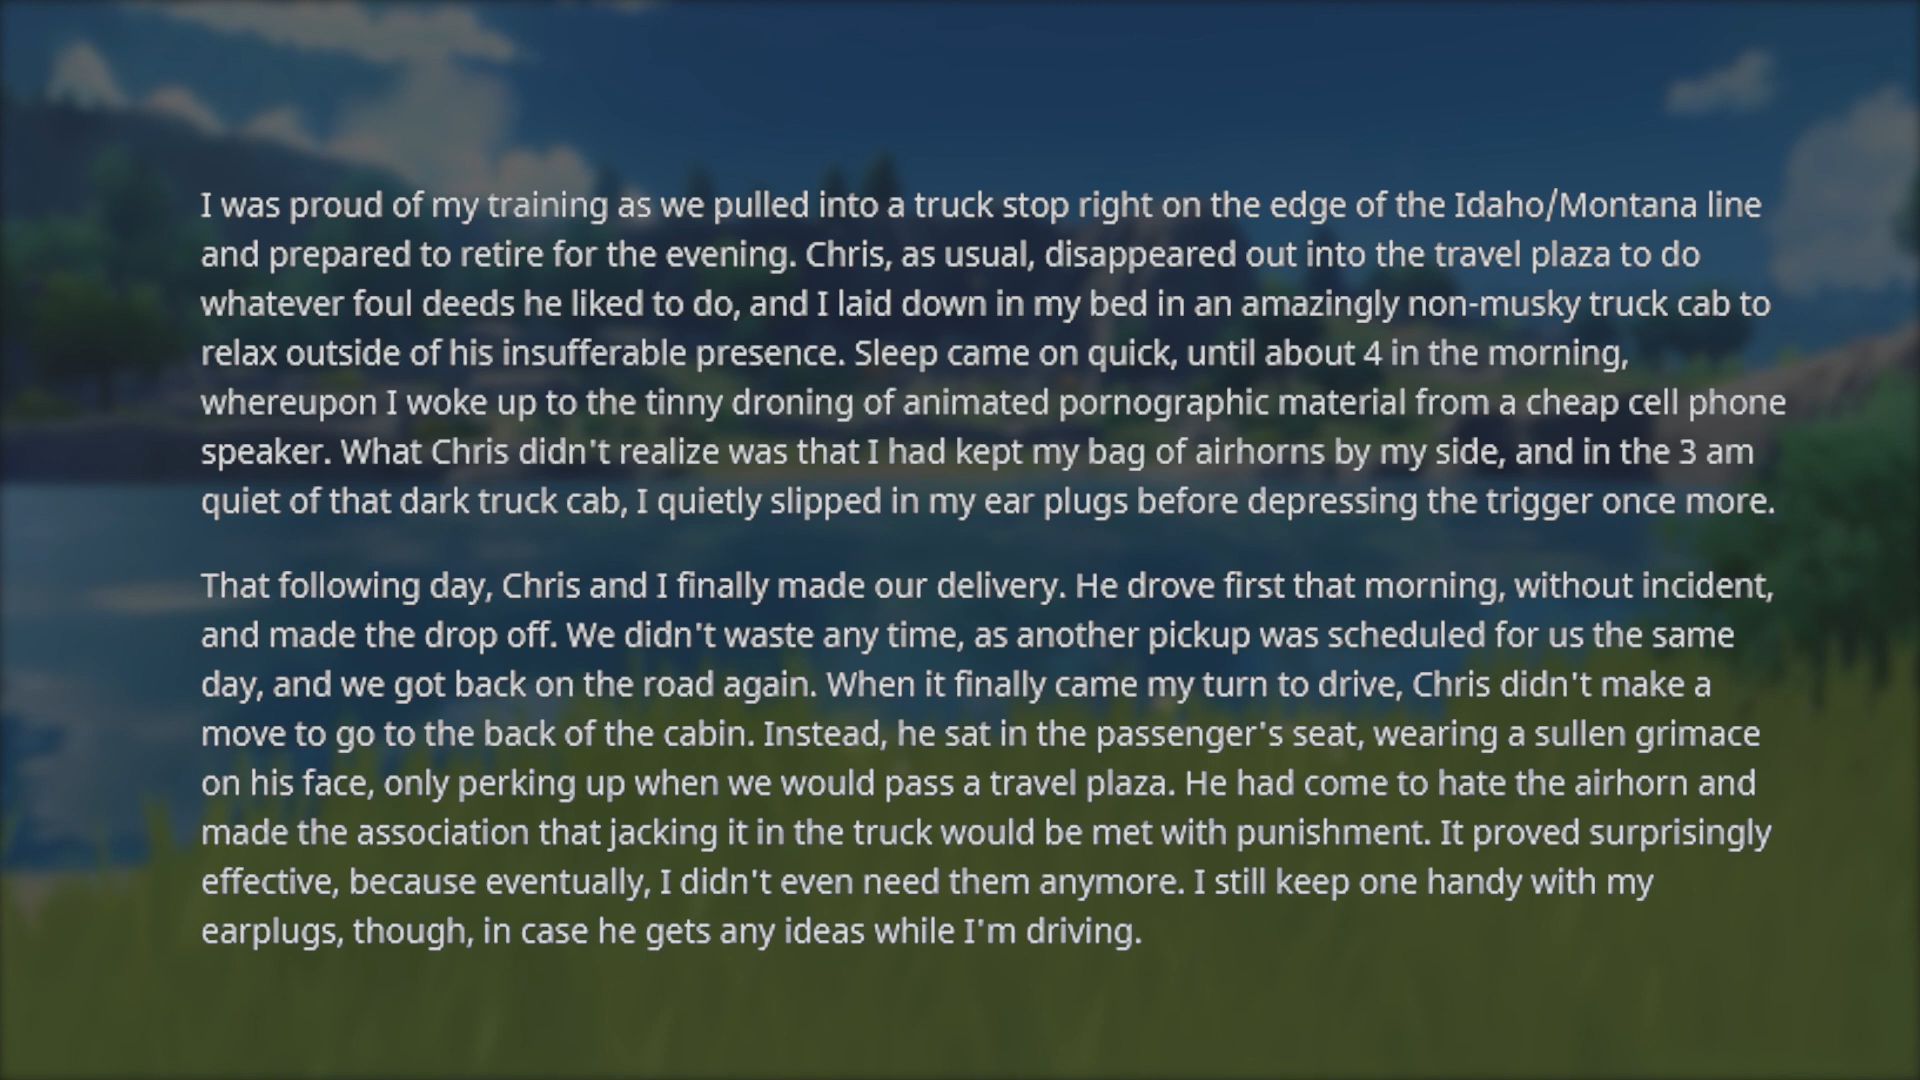 I was proud of my training as we pulled into a truck stop right on the edge of the Idaho/Montana line
and prepared to retire for the evening. Chris, as usual, disappeared out into the travel plaza to do
whatever foul deeds he liked to do, and I laid down in my bed in an amazingly non-musky truck cab to
relax outside of his insufferable presence. Sleep came on quick, until about 4 in the morning,
whereupon I woke up to the tinny droning of animated pornographic material from a cheap cell phone
speaker. What Chris didn't realize was that I had kept my bag of airhorns by my side, and in the 3 am
quiet of that dark truck cab, I quietly slipped in my ear plugs before depressing the trigger once more.
That following day, Chris and I finally made our delivery. He drove first that morning, without incident,
and made the drop off. We didn't waste any time, as another pickup was scheduled for us the same
day, and we got back on the road again. When it finally came my turn to drive, Chris didn't make a
move to go to the back of the cabin. Instead, he sat in the passenger's seat, wearing a sullen grimace
on his face, only perking up when we would pass a travel plaza. He had come to hate the airhorn and
made the association that jacking it in the truck would be met with punishment. It proved surprisingly
effective, because eventually, I didn't even need them anymore. I still keep one handy with my
earplugs, though, in case he gets any ideas while I'm driving.